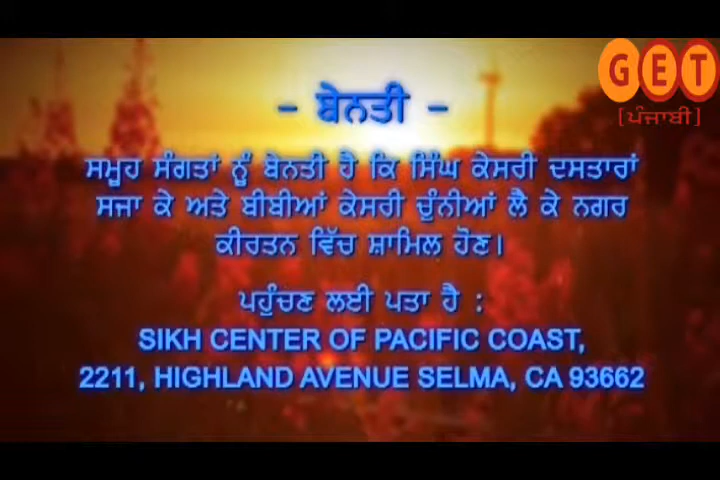 GET
[ਪੰਜਾਬੀ]
- ਬੇਨਤੀ -
ਸਮੂਹ ਸੰਗਤਾਂ ਨੂੰ ਬੇਨਤੀ ਹੈ ਕਿ ਸਿੰਘ ਕੇਸਰੀ ਦਸਤਾਰਾਂ
ਸਜਾ ਕੇ ਅਤੇ ਬੀਬੀਆਂ ਕੇਸਰੀ ਚੁੰਨੀਆਂ ਲੈ ਕੇ ਨਗਰ
ਕੀਰਤਨ ਵਿੱਚ ਸ਼ਾਮਿਲ ਹੋਣ।
ਪਹੁੰਚਣ ਲਈ ਪਤਾ ਹੈ :
SIKH CENTER OF PACIFIC COAST,
2211, HIGHLAND AVENUE SELMA, CA 93662